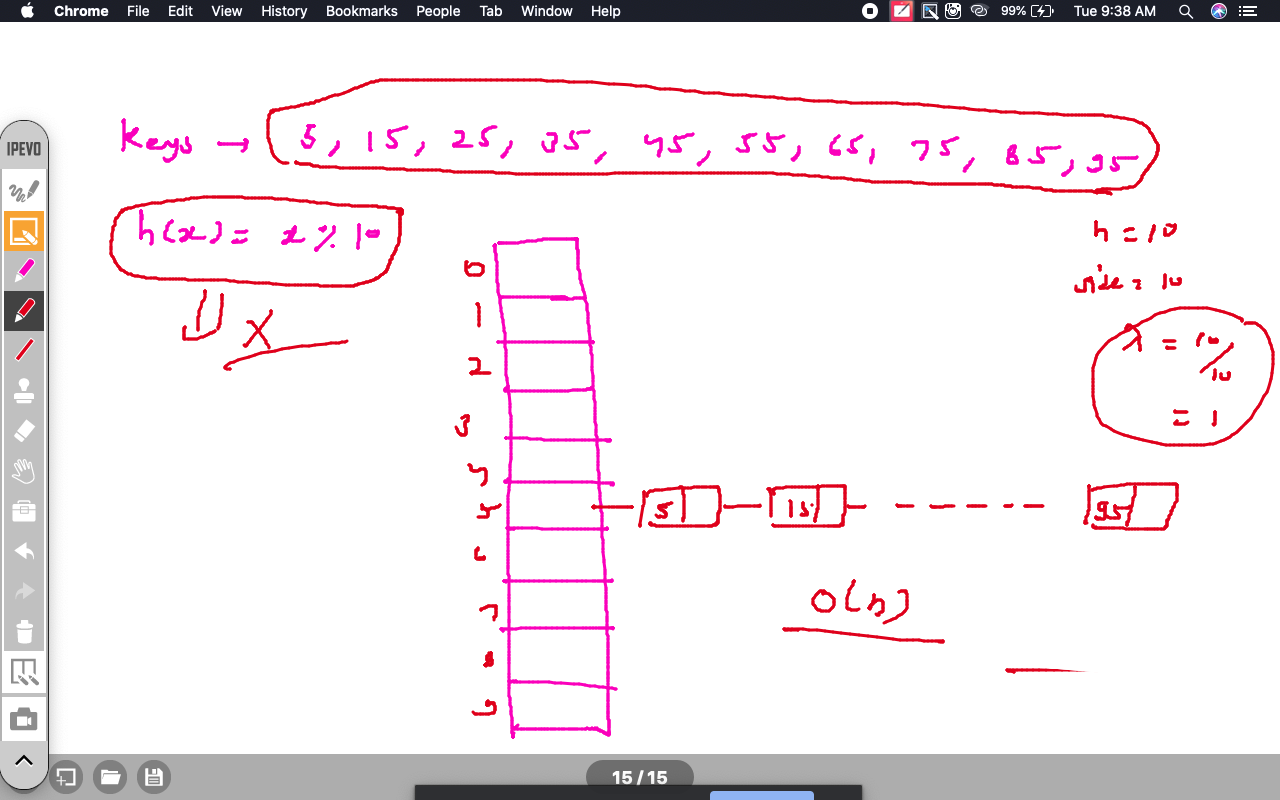 Chrome File Edit View History Bookmarks People Tab Window Help 99% Tue 9:38 AM
IPEVO
Keys → 5, 15, 25, 35, 45, 55, 65, 75, 85, 95
h(x) = x % 10
X
n = 10
size = 10
λ = 10/10
= 1
0
1
2
3
4
5 5 15 95
6
7
8
9
O(n)
15 / 15